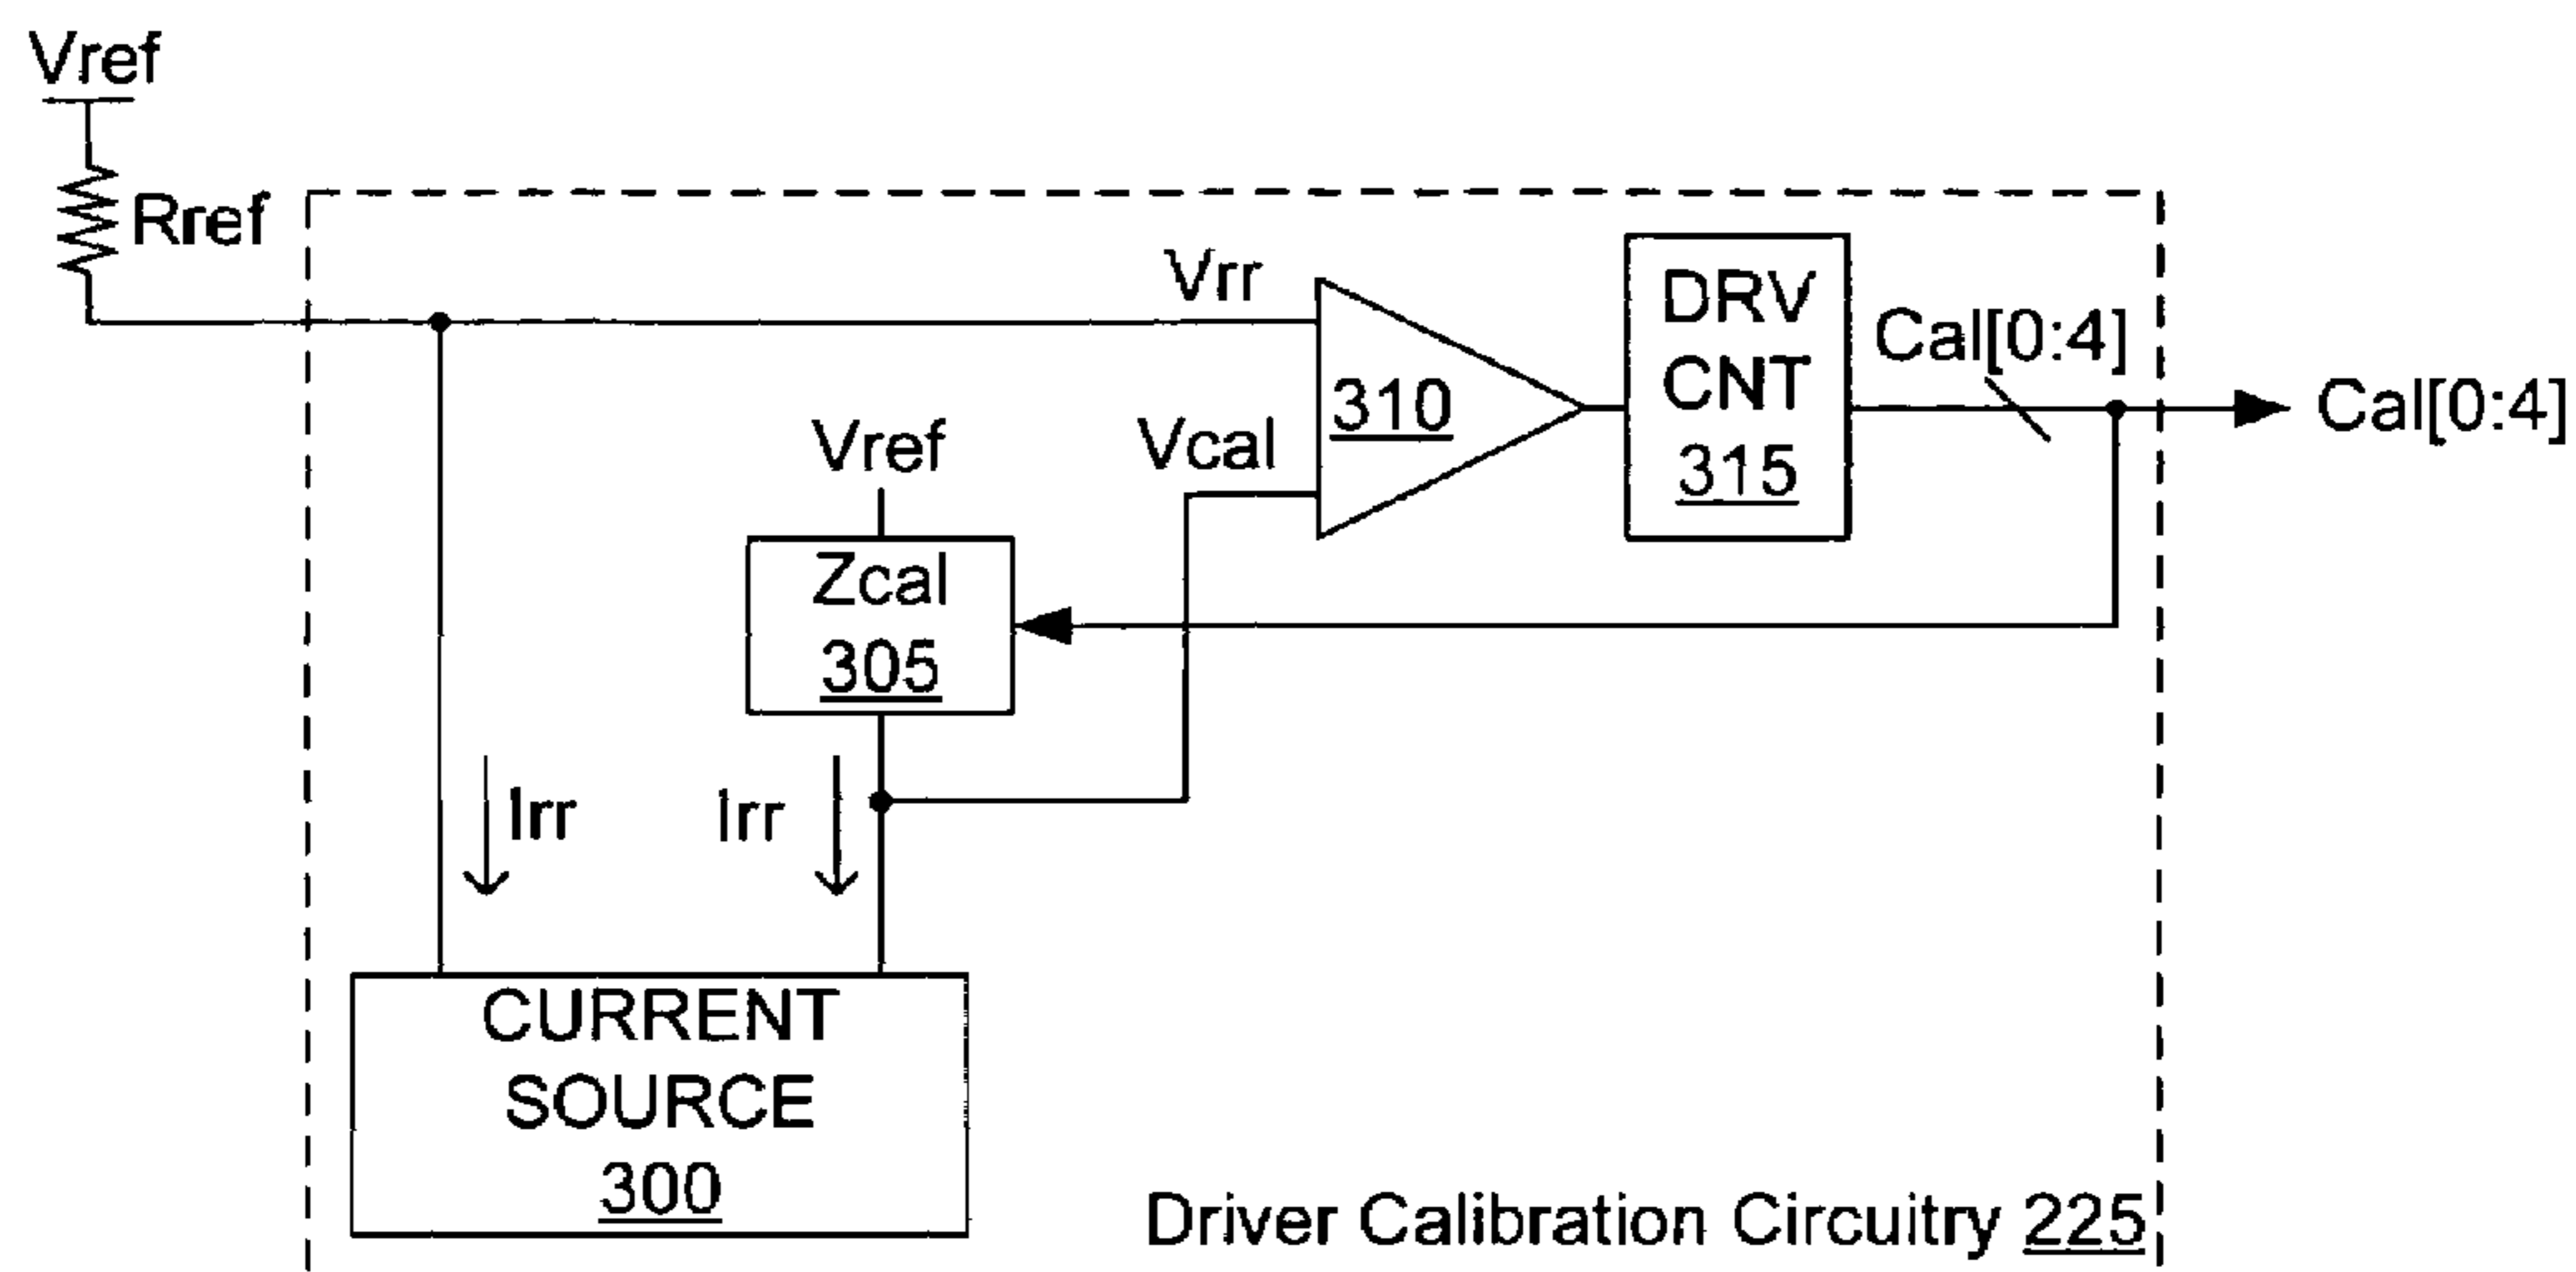 Vref
Rref
Vrr
DRV
CNT
315
Cal[0:4]
Cal[0:4]
310
Vref
Vcal
Zcal
305
Irr
Irr
CURRENT
SOURCE
300
Driver Calibration Circuitry 225